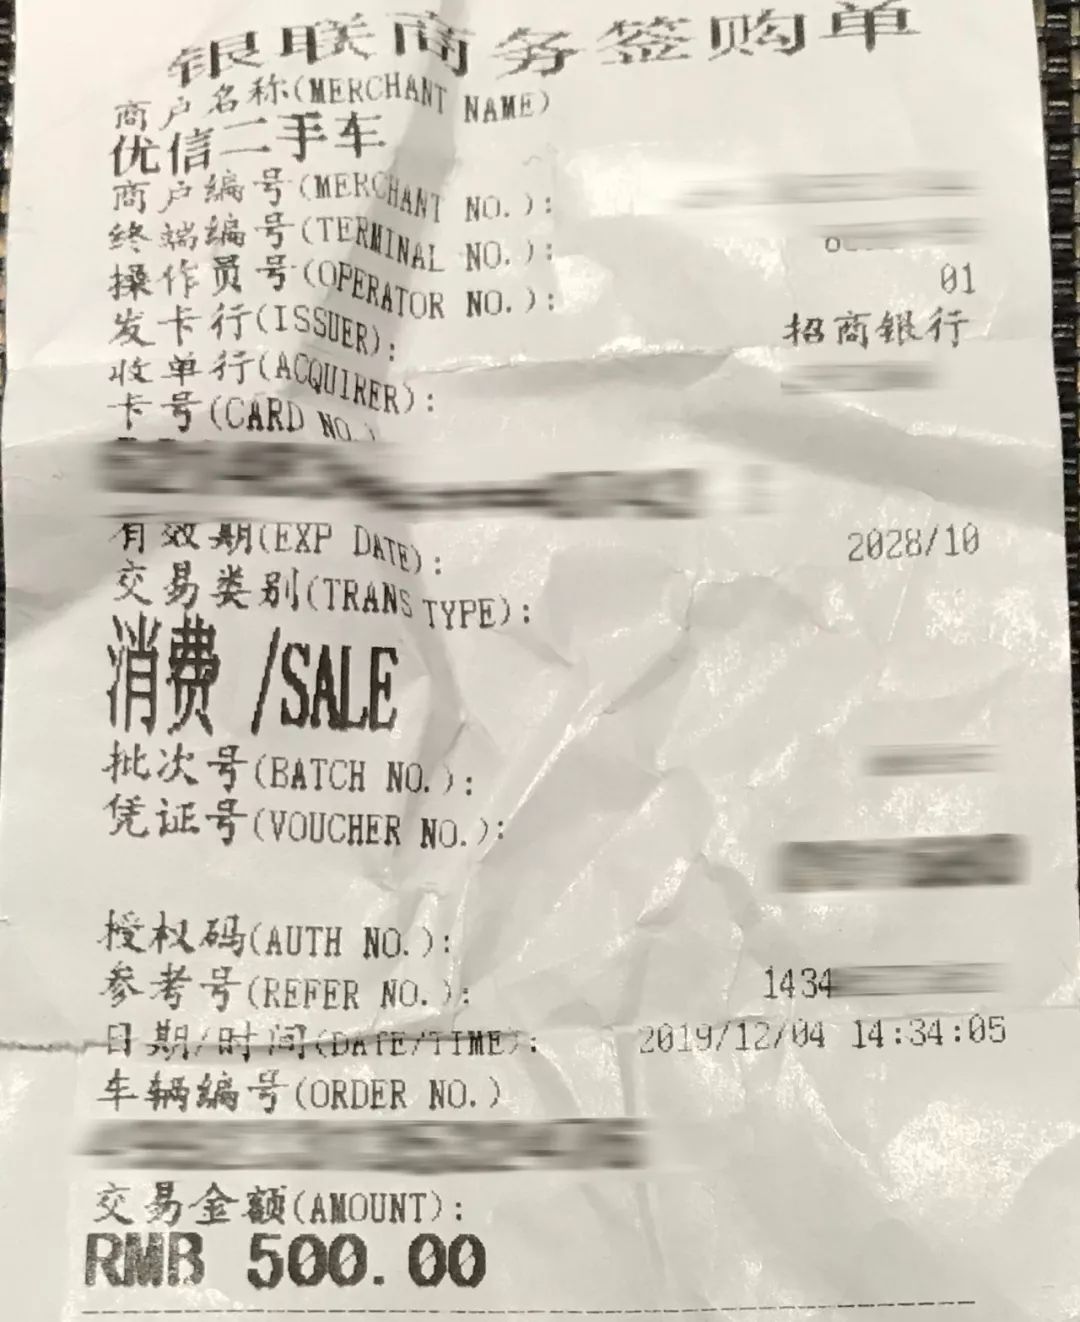 银联商务签购单
商户名称(MERCHANT NAME)
优信二手车
商户编号(MERCHANT NO.):
终端编号(TERMINAL NO.):
操作员号(OPERATOR NO.): 01
发卡行(ISSUER): 招商银行
收单行(ACQUIRER):
卡号(CARD NO.)
有效期(EXP DATE): 2028/10
交易类别(TRANS TYPE):
消费 /SALE
批次号(BATCH NO.):
凭证号(VOUCHER NO.):
授权码(AUTH NO.):
参考号(REFER NO.): 1434
日期/时间(DATE/TIME): 2019/12/04 14:34:05
车辆编号(ORDER NO.)
交易金额(AMOUNT):
RMB 500.00